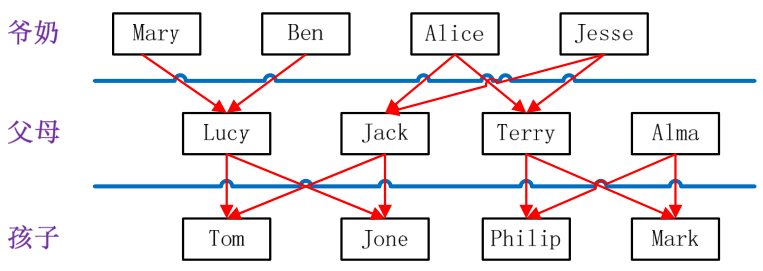 爷奶 Mary Ben Alice Jesse
父母 Lucy Jack Terry Alma
孩子 Tom Jone Philip Mark